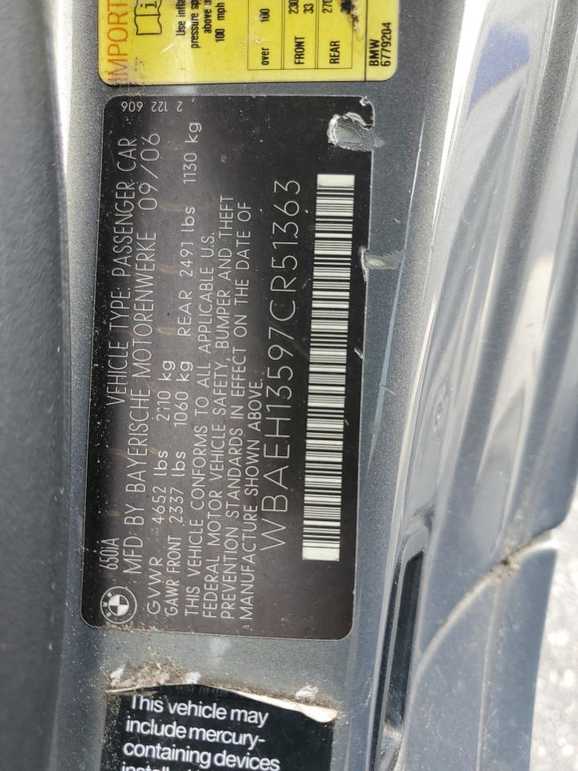 IMPORT
Use infl
pressure sp
above or
100 mph
over 100
FRONT 33
REAR
BMW
6779204
650iA VEHICLE TYPE: PASSENGER CAR 2 122 606
MFD BY BAYERISCHE MOTORENWERKE 09/06
GVWR 4652 lbs 2110 kg
GAWR FRONT 2337 lbs 1060 kg REAR 2491 lbs 1130 kg
THIS VEHICLE CONFORMS TO ALL APPLICABLE U.S.
FEDERAL MOTOR VEHICLE SAFETY, BUMPER AND THEFT
PREVENTION STANDARDS IN EFFECT ON THE DATE OF
MANUFACTURE SHOWN ABOVE.
WBAEH13597CR51363
BMW
This vehicle may
include mercury-
containing devices